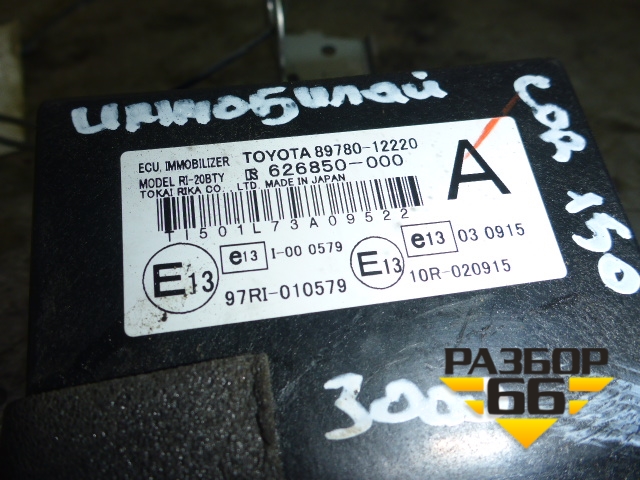 иммобилай
Cор 150
ECU, IMMOBILIZER TOYOTA 89780-12220
MODEL RI-20BTY 626850-000
TOKAI RIKA CO., LTD. MADE IN JAPAN
A
T1501L73A09522
E13 e13 I-00 0579 E13 e13 03 0915
97RI-010579 10R-020915
300
РАЗБОР
66